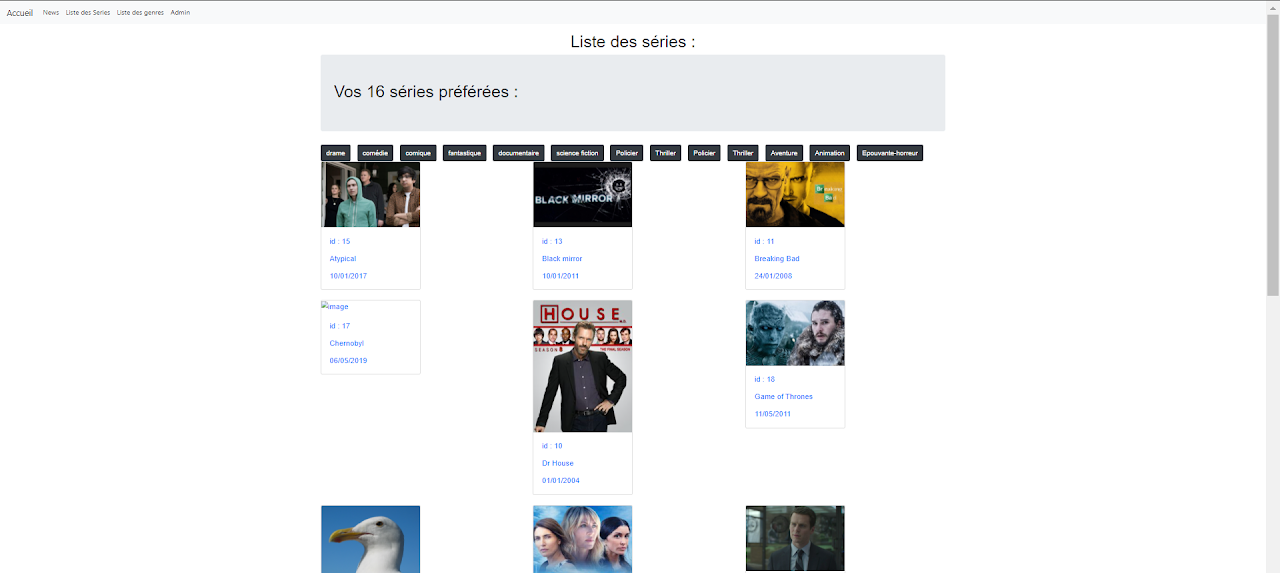 Accueil News Liste des Series Liste des genres Admin
Liste des séries :
Vos 16 séries préférées :
drame comédie comique fantastique documentaire science fiction Policier Thriller Policier Thriller Aventure Animation Epouvante-horreur
BLACK MIRROR
Breaking
Bad
id : 15
Atypical
10/01/2017
id : 13
Black mirror
10/01/2011
id : 11
Breaking Bad
24/01/2008
image
id : 17
Chernobyl
06/05/2019
HOUSE M.D.
SEASON 8 THE FINAL SEASON
id : 10
Dr House
01/01/2004
id : 18
Game of Thrones
11/05/2011